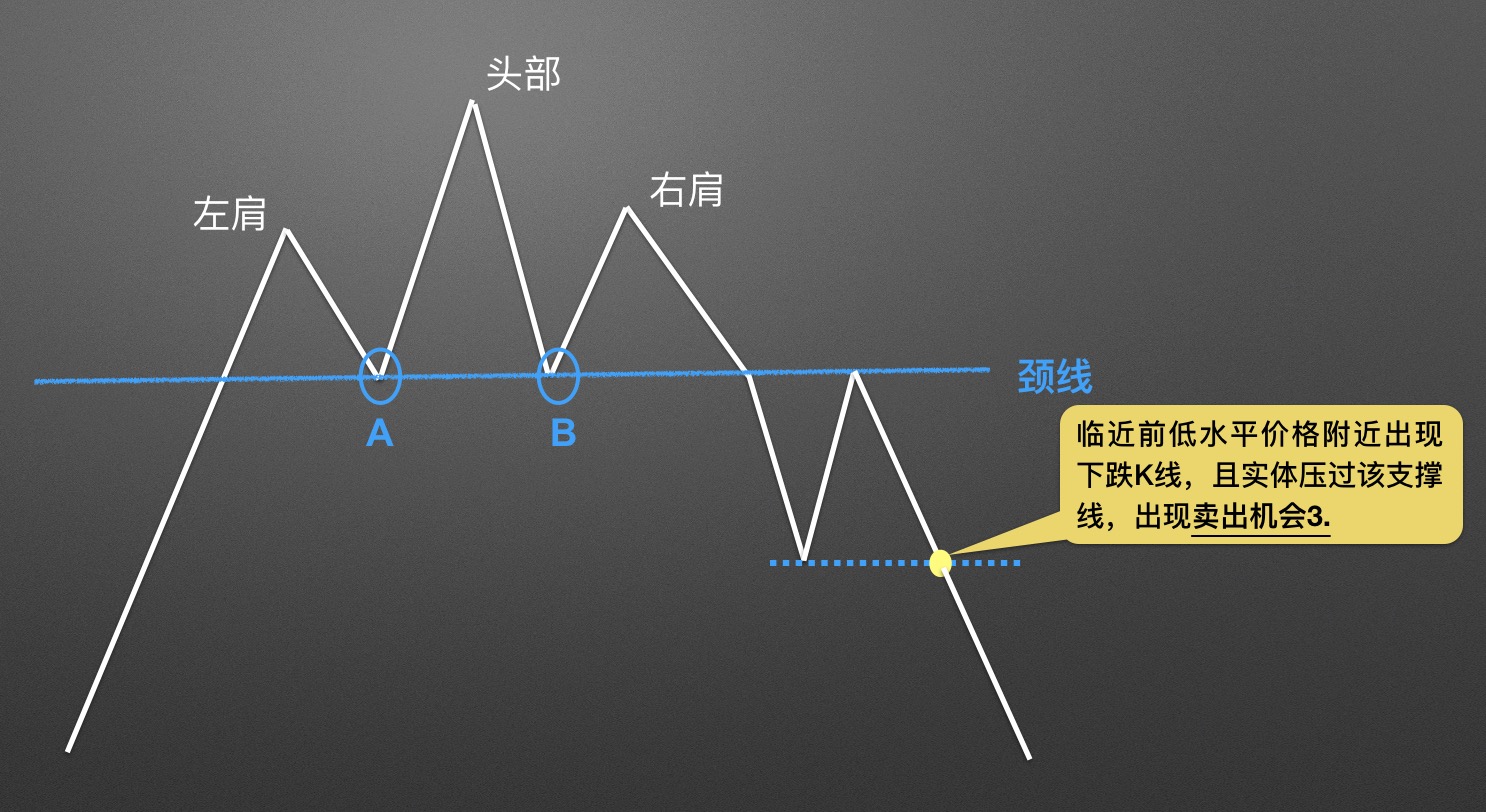 头部
右肩
左肩
颈线
A
B
临近前低水平价格附近出现
下跌K线，且实体压过该支撑
线，出现卖出机会3.